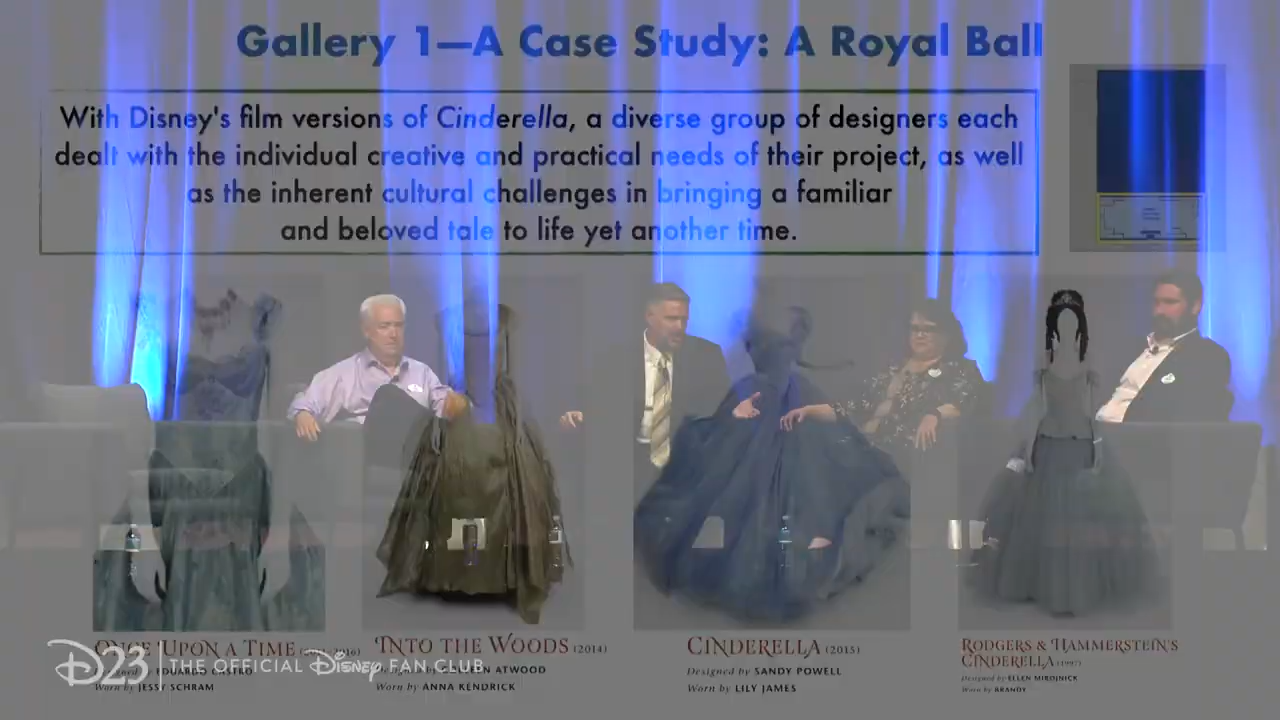 Gallery 1—A Case Study: A Royal Ball
With Disney's film versions of Cinderella, a diverse group of designers each
dealt with the individual creative and practical needs of their project, as well
as the inherent cultural challenges in bringing a familiar
and beloved tale to life yet another time.
ONCE UPON A TIME
INTO THE WOODS (2014)
CINDERELLA (2015)
RODGERS & HAMMERSTEIN'S
CINDERELLA (1997)
EDUARDO CASTRO
Worn by JESSY SCHRAM
Designed by COLLEEN ATWOOD
Worn by ANNA KENDRICK
Designed by SANDY POWELL
Worn by LILY JAMES
Designed by ELLEN MIROJNICK
Worn by BRANDY
D23 | THE OFFICIAL Disney FAN CLUB